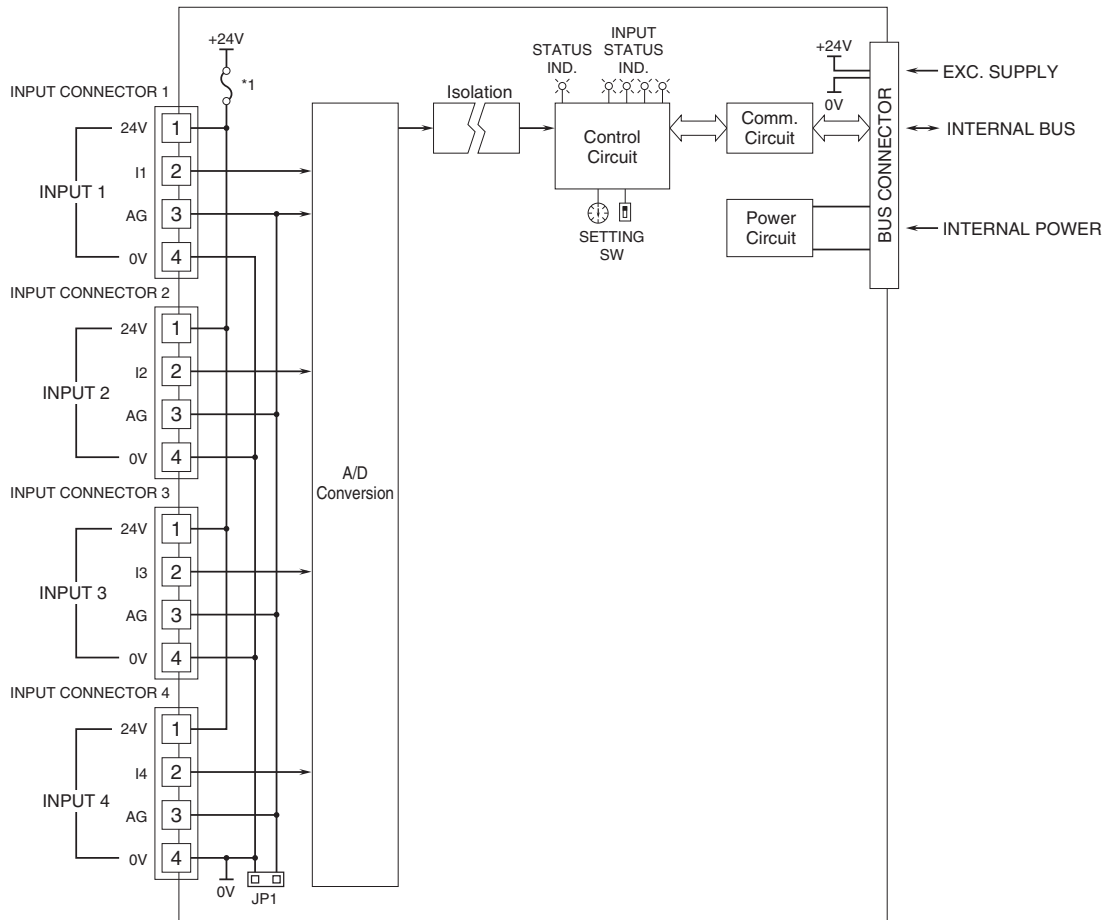 +24V
*1
INPUT CONNECTOR 1
24V
1
I1
2
INPUT 1
AG
3
0V
4
INPUT CONNECTOR 2
24V
1
I2
2
INPUT 2
AG
3
0V
4
INPUT CONNECTOR 3
24V
1
I3
2
INPUT 3
AG
3
0V
4
INPUT CONNECTOR 4
24V
1
I4
2
INPUT 4
AG
3
0V
4
0V
JP1
A/D
Conversion
Isolation
STATUS
IND.
INPUT
STATUS
IND.
Control
Circuit
SETTING
SW
Comm.
Circuit
Power
Circuit
+24V
0V
BUS CONNECTOR
EXC. SUPPLY
INTERNAL BUS
INTERNAL POWER